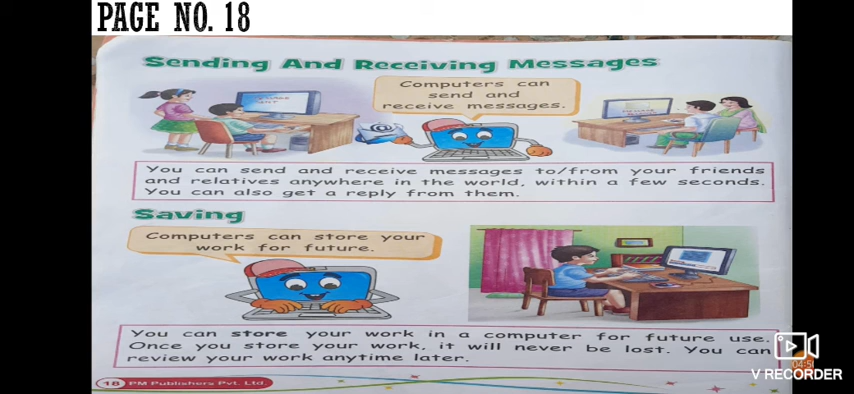 PAGE NO. 18
Sending And Receiving Messages
Computers can
send and
receive messages.
You can send and receive messages to/from your friends
and relatives anywhere in the world, within a few seconds.
You can also get a reply from them.
Saving
Computers can store your
work for future.
You can store your work in a computer for future use.
Once you store your work, it will never be lost. You can
review your work anytime later.
18 PM Publishers Pvt. Ltd.
V RECORDER